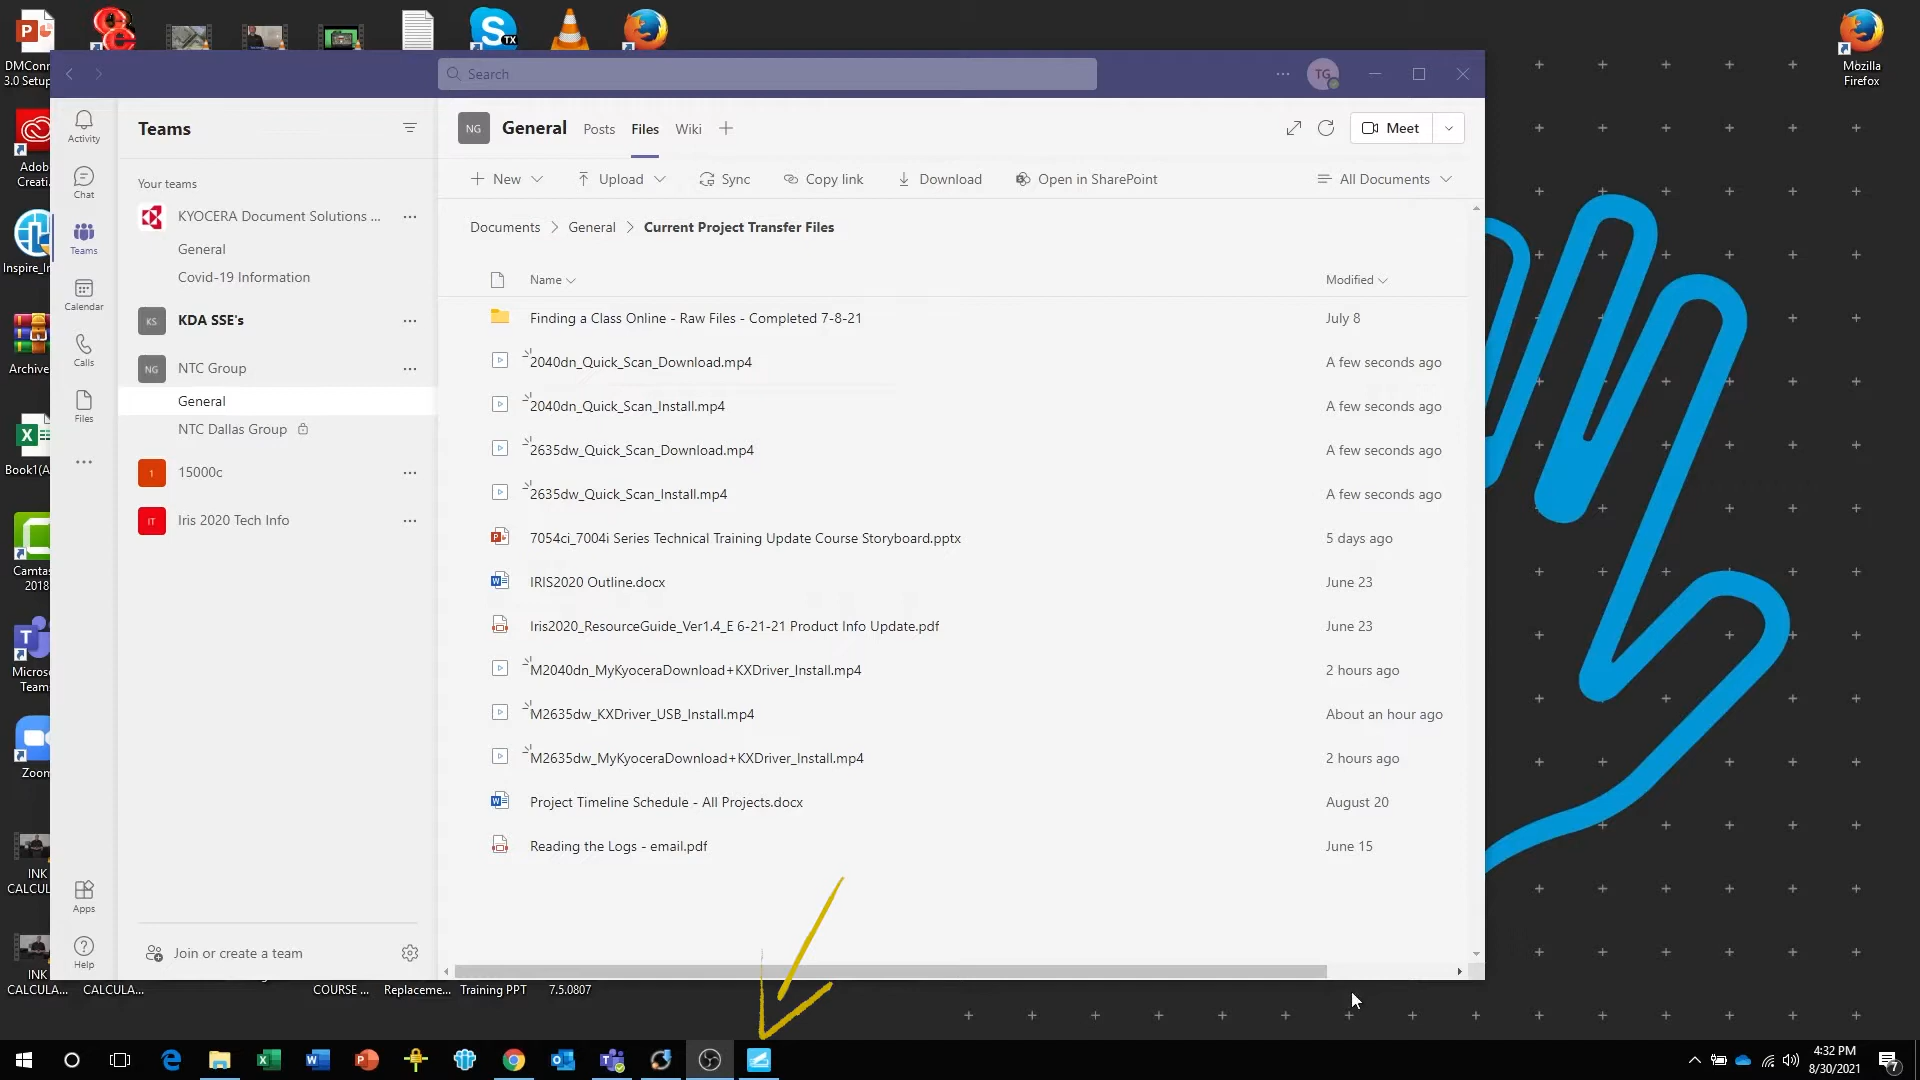 DMConn
3.0 Setup
TX
Mozilla
Firefox
Search
TG
Activity
Chat
Teams
Calendar
Calls
Files
Apps
Help
Teams
Your teams
KYOCERA Document Solutions ...
General
Covid-19 Information
KS
KDA SSE's
NG
NTC Group
General
NTC Dallas Group
1
15000c
IT
Iris 2020 Tech Info
Join or create a team
NG
General
Posts
Files
Wiki
Meet
New
Upload
Sync
Copy link
Download
Open in SharePoint
All Documents
Documents > General > Current Project Transfer Files
Name
Modified
Finding a Class Online - Raw Files - Completed 7-8-21
July 8
2040dn_Quick_Scan_Download.mp4
A few seconds ago
2040dn_Quick_Scan_Install.mp4
A few seconds ago
2635dw_Quick_Scan_Download.mp4
A few seconds ago
2635dw_Quick_Scan_Install.mp4
A few seconds ago
7054ci_7004i Series Technical Training Update Course Storyboard.pptx
5 days ago
IRIS2020 Outline.docx
June 23
Iris2020_ResourceGuide_Ver1.4_E 6-21-21 Product Info Update.pdf
June 23
M2040dn_MyKyoceraDownload+KXDriver_Install.mp4
2 hours ago
M2635dw_KXDriver_USB_Install.mp4
About an hour ago
M2635dw_MyKyoceraDownload+KXDriver_Install.mp4
2 hours ago
Project Timeline Schedule - All Projects.docx
August 20
Reading the Logs - email.pdf
June 15
Adob
Creati..
Inspire_In
Archive
Book1(A
Camtas
2018
Micros
Teams
Zoom
INK
CALCUL
INK
CALCULA...
CALCULA...
COURSE ...
Replaceme...
Training PPT
7.5.0807
4:32 PM
8/30/2021
7